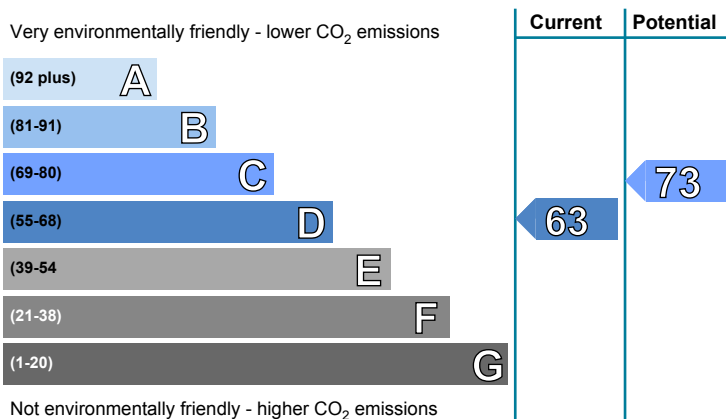 Current Potential
Very environmentally friendly - lower CO2 emissions
(92 plus) A
(81-91) B
(69-80) C
73
(55-68) D
63
(39-54 E
(21-38) F
(1-20) G
Not environmentally friendly - higher CO2 emissions